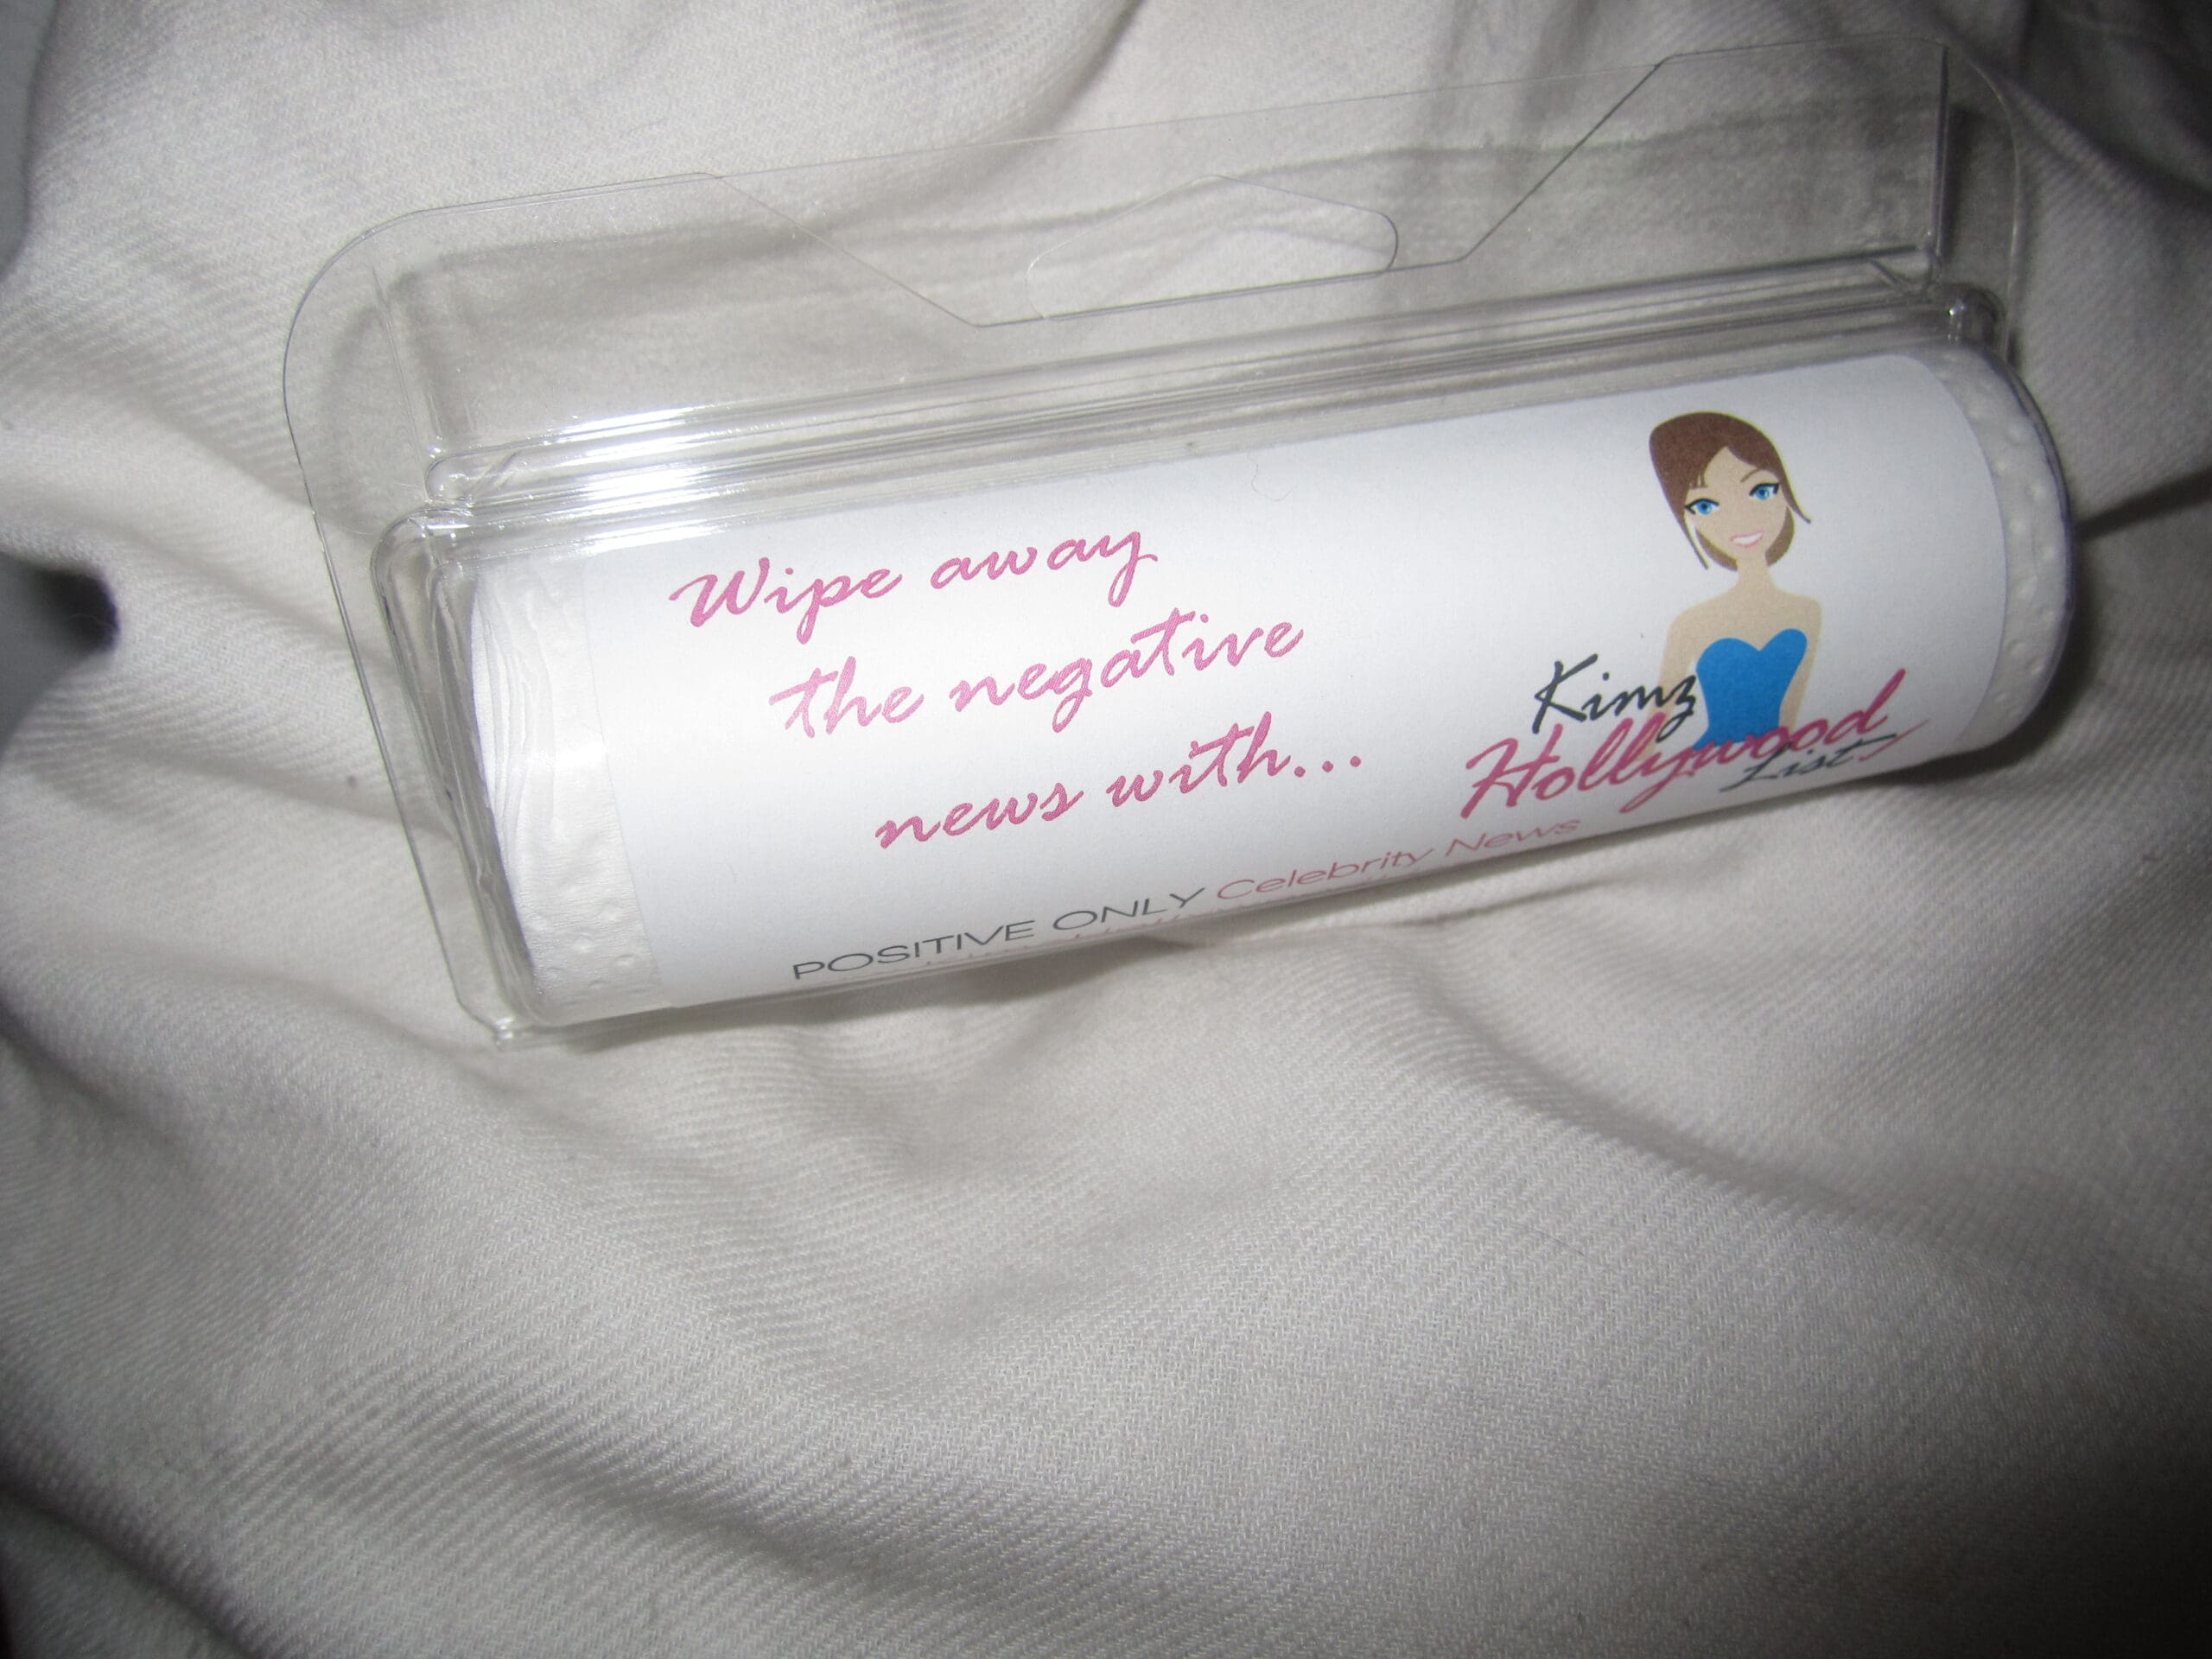 Wipe away
the negative
news with...
Kimz
Hollywood
List
POSITIVE ONLY Celebrity News